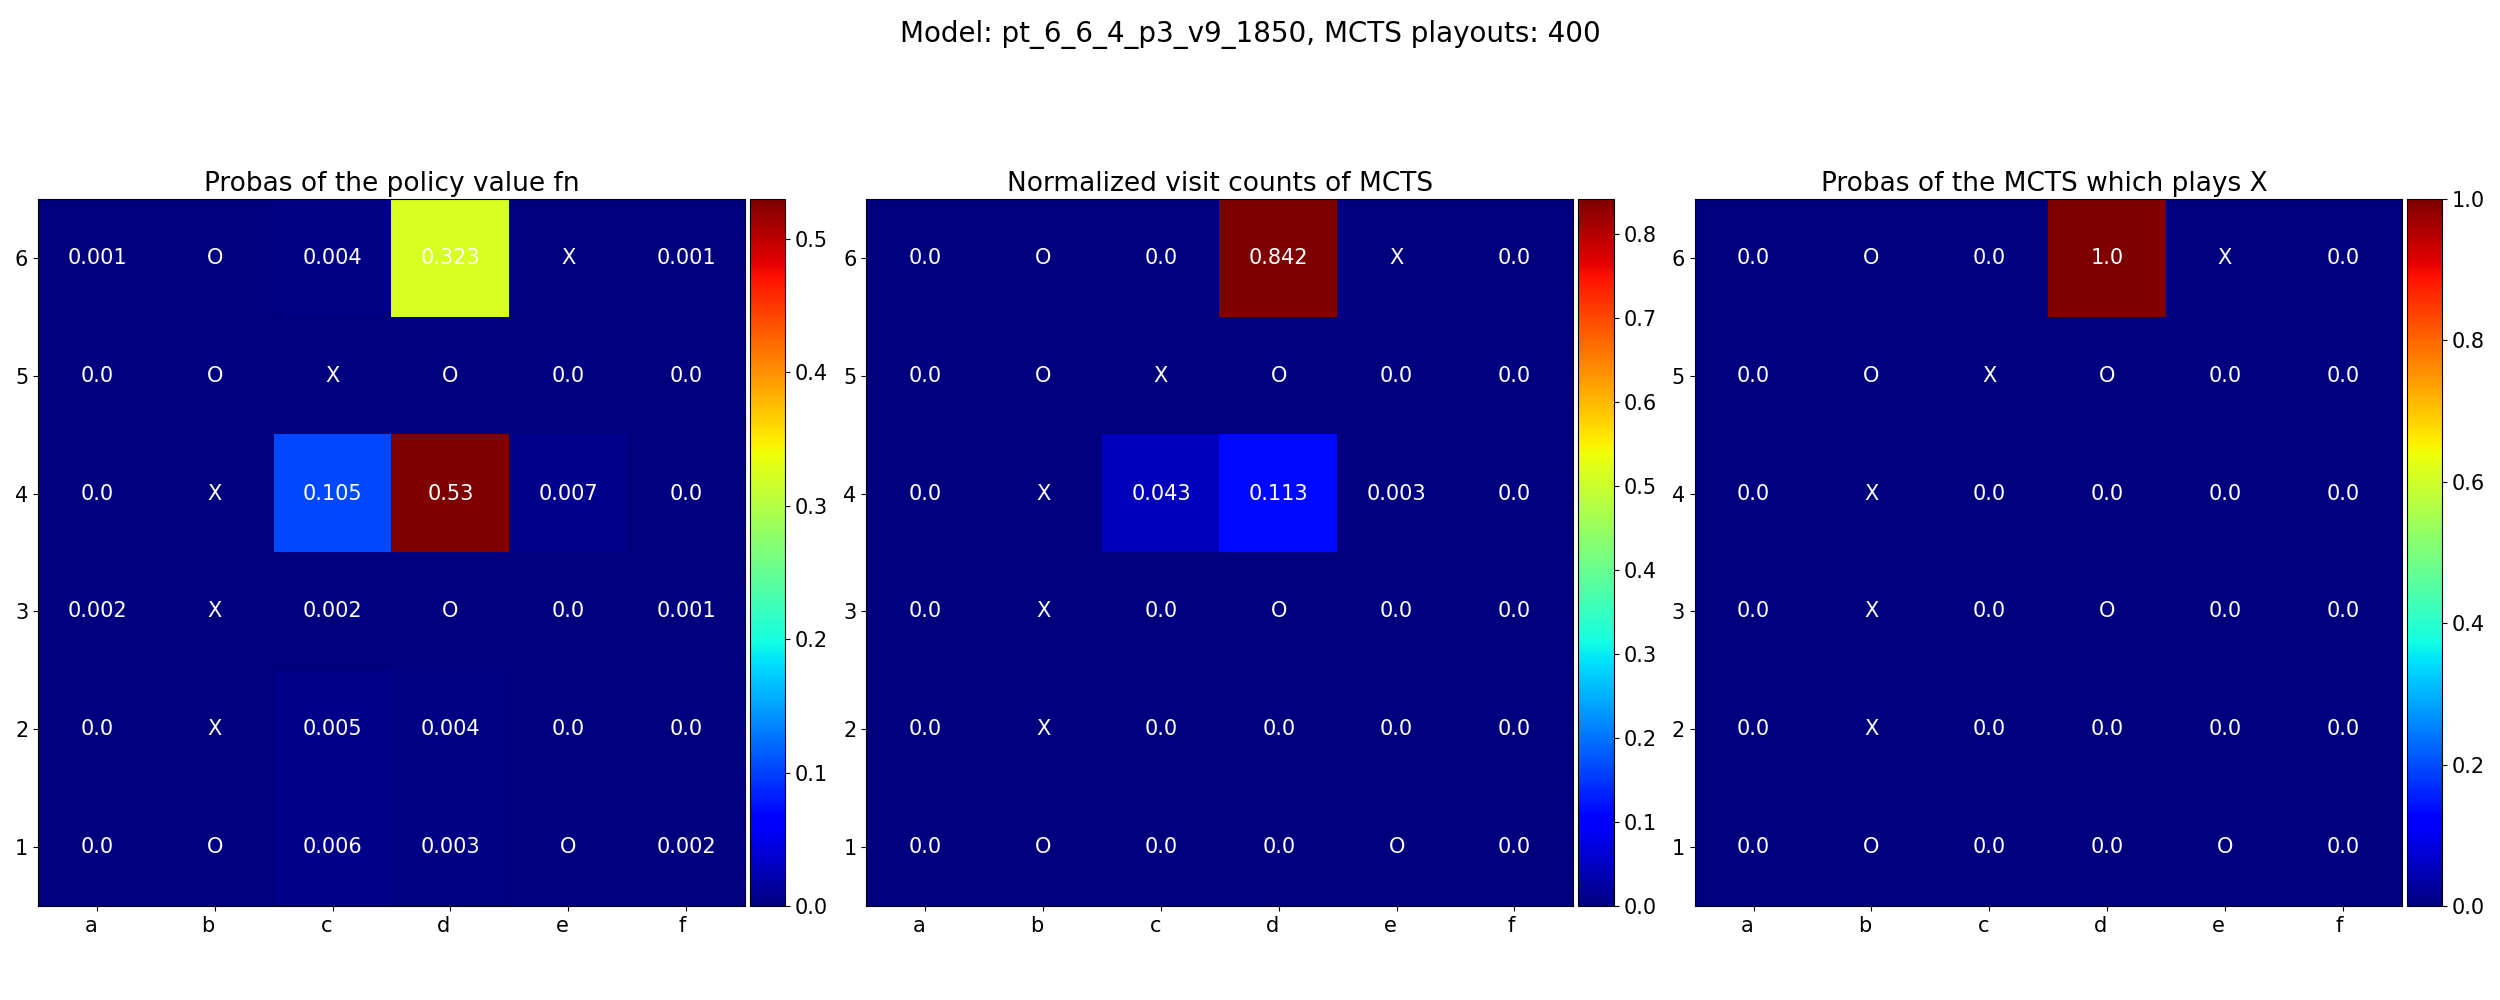 Model: pt_6_6_4_p3_v9_1850, MCTS playouts: 400
Probas of the policy value fn
6 0.001 O 0.004 0.323 X 0.001
5 0.0 O X O 0.0 0.0
4 0.0 X 0.105 0.53 0.007 0.0
3 0.002 X 0.002 O 0.0 0.001
2 0.0 X 0.005 0.004 0.0 0.0
1 0.0 O 0.006 0.003 O 0.002
a b c d e f
0.5
0.4
0.3
0.2
0.1
0.0
Normalized visit counts of MCTS
6 0.0 O 0.0 0.842 X 0.0
5 0.0 O X O 0.0 0.0
4 0.0 X 0.043 0.113 0.003 0.0
3 0.0 X 0.0 O 0.0 0.0
2 0.0 X 0.0 0.0 0.0 0.0
1 0.0 O 0.0 0.0 O 0.0
a b c d e f
0.8
0.7
0.6
0.5
0.4
0.3
0.2
0.1
0.0
Probas of the MCTS which plays X
6 0.0 O 0.0 1.0 X 0.0
5 0.0 O X O 0.0 0.0
4 0.0 X 0.0 0.0 0.0 0.0
3 0.0 X 0.0 O 0.0 0.0
2 0.0 X 0.0 0.0 0.0 0.0
1 0.0 O 0.0 0.0 O 0.0
a b c d e f
1.0
0.8
0.6
0.4
0.2
0.0